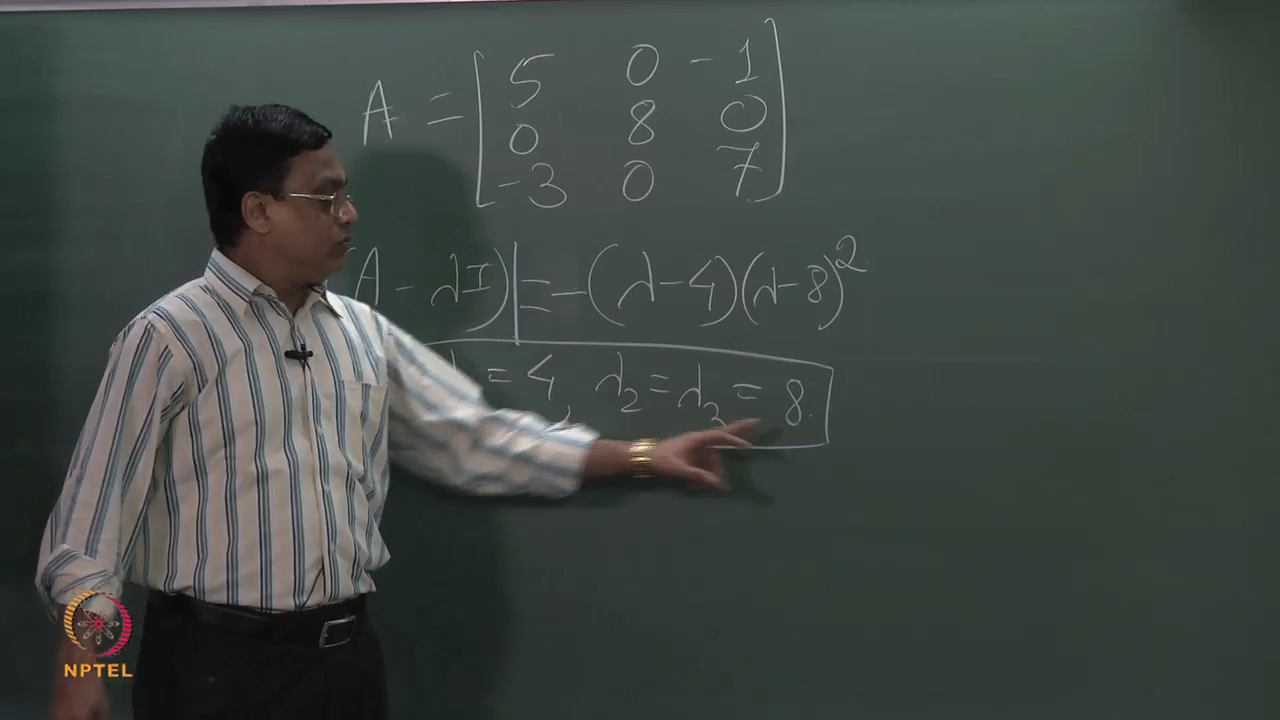 A = [ 5 0 -1
0 8 0
-3 0 7 ]
A - λI)| = -(λ-4)(λ-8)²
= 4, λ₂ = λ₃ = 8.
NPTEL